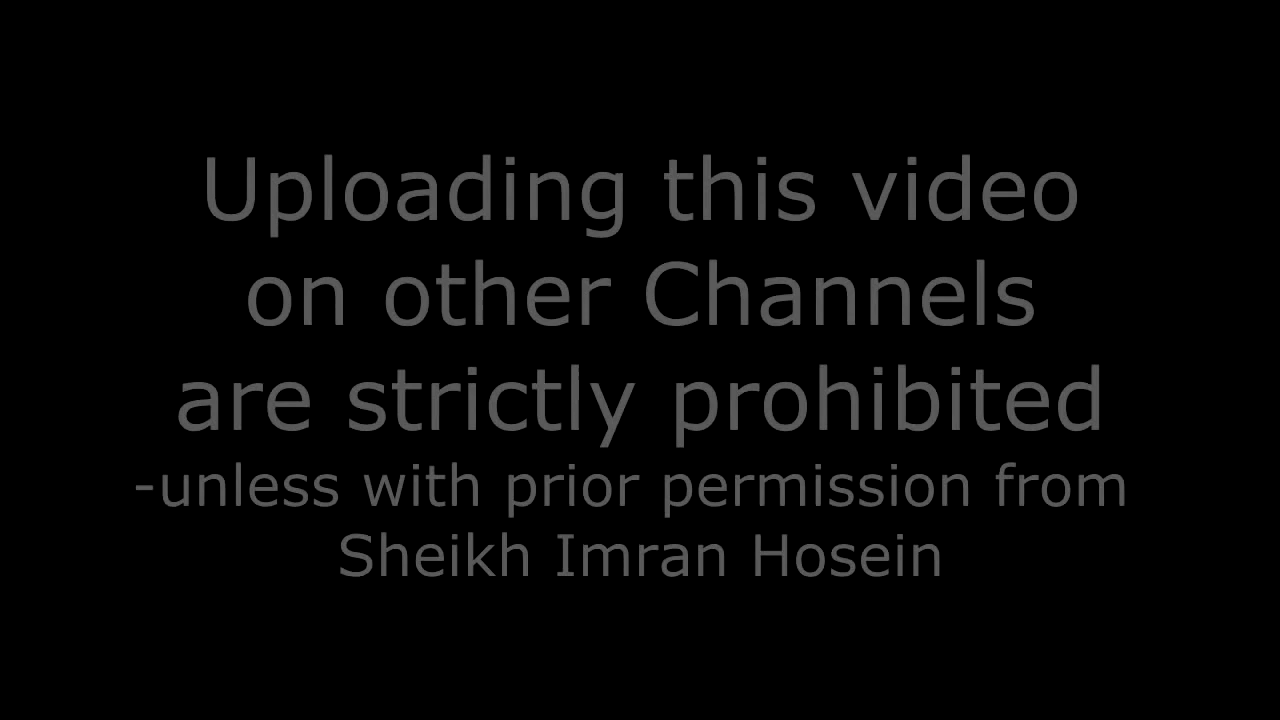 Uploading this video
on other Channels
are strictly prohibited
-unless with prior permission from
Sheikh Imran Hosein